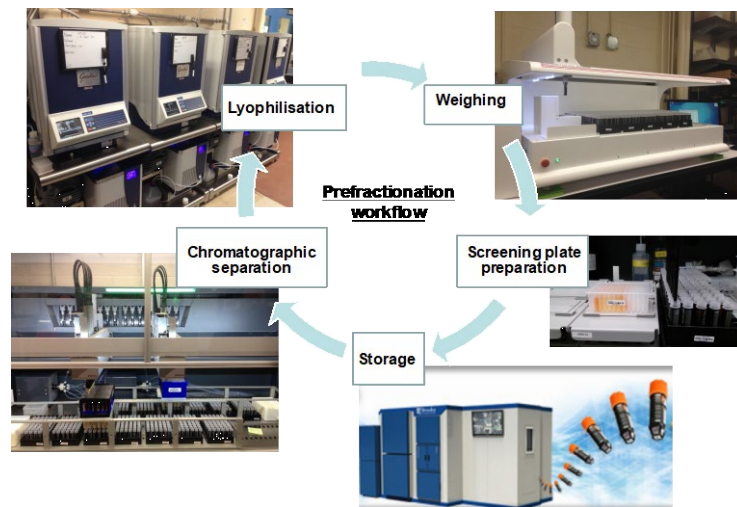 Lyophilisation
Weighing
Prefractionation
workflow
Chromatographic
separation
Screening plate
preparation
Storage